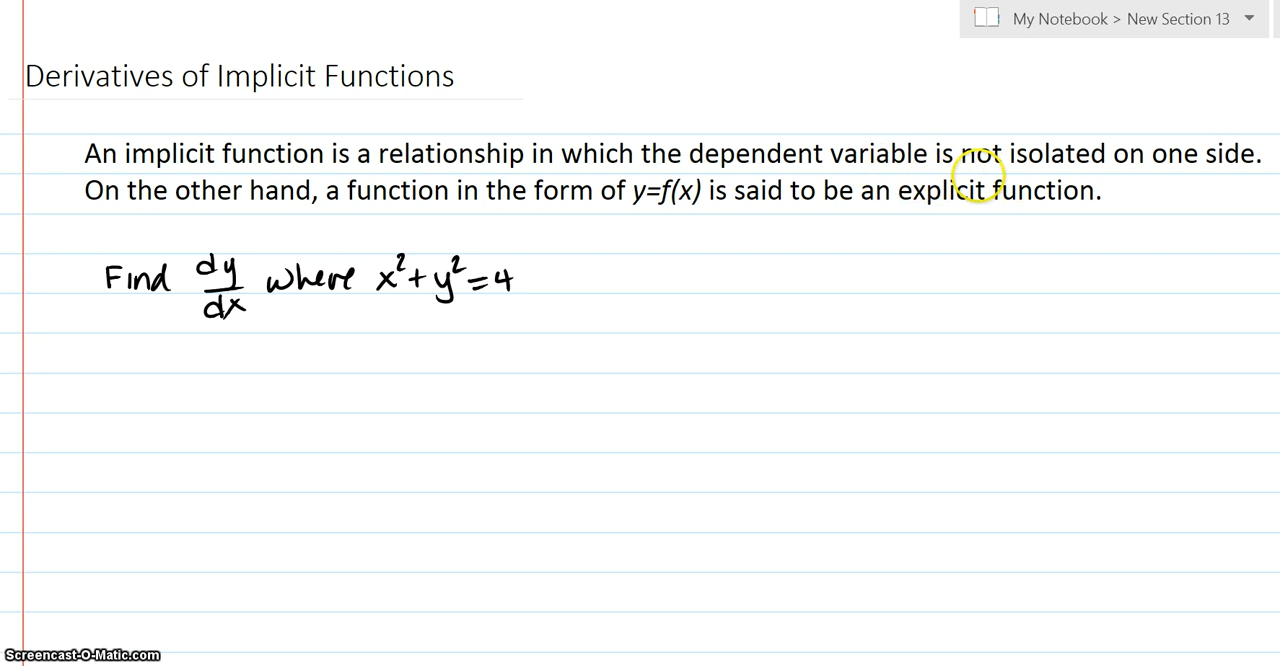 My Notebook > New Section 13
Derivatives of Implicit Functions
An implicit function is a relationship in which the dependent variable is not isolated on one side.
On the other hand, a function in the form of y=f(x) is said to be an explicit function.
Find dy/dx where x²+y²=4
Screencast-O-Matic.com